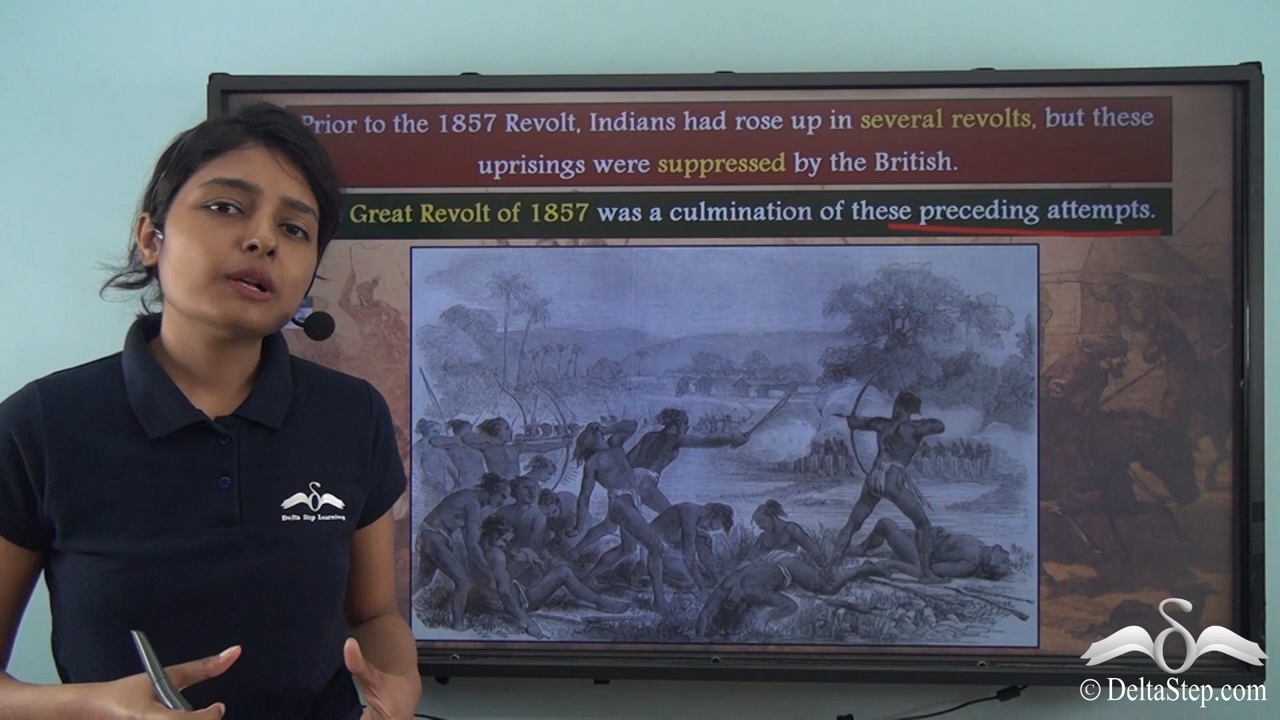 Prior to the 1857 Revolt, Indians had rose up in several revolts, but these
uprisings were suppressed by the British.
Great Revolt of 1857 was a culmination of these preceding attempts.
Delta Step Learning
© DeltaStep.com